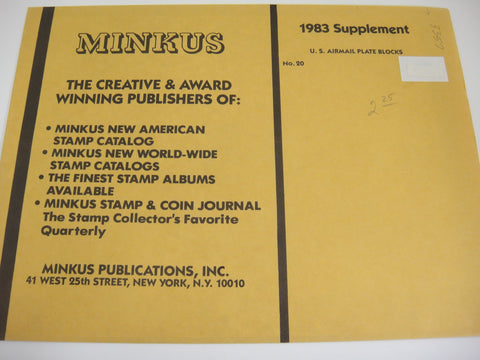 MINKUS
THE CREATIVE & AWARD
WINNING PUBLISHERS OF:
• MINKUS NEW AMERICAN
STAMP CATALOG
• MINKUS NEW WORLD-WIDE
STAMP CATALOGS
• THE FINEST STAMP ALBUMS
AVAILABLE
• MINKUS STAMP & COIN JOURNAL
The Stamp Collector's Favorite
Quarterly
MINKUS PUBLICATIONS, INC.
41 WEST 25th STREET, NEW YORK, N.Y. 10010
1983 Supplement
U. S. AIRMAIL PLATE BLOCKS
No. 20
2 25